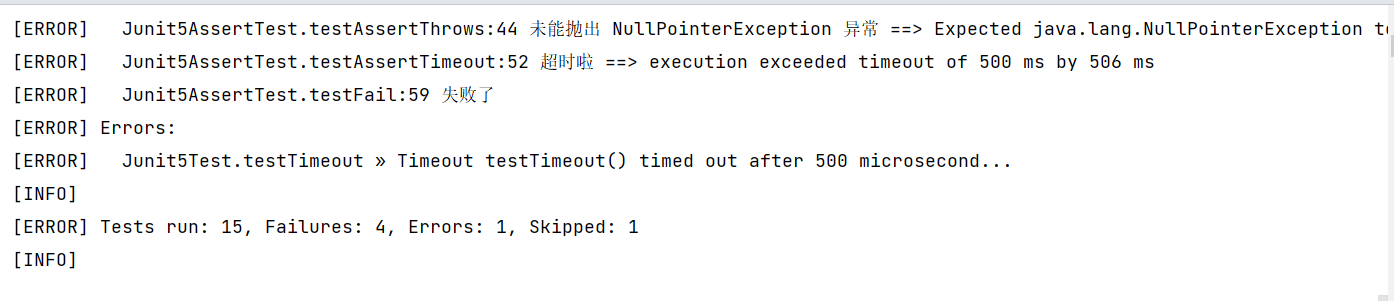 [ERROR]   Junit5AssertTest.testAssertThrows:44 未能抛出 NullPointerException 异常 ==> Expected java.lang.NullPointerException
[ERROR]   Junit5AssertTest.testAssertTimeout:52 超时啦 ==> execution exceeded timeout of 500 ms by 506 ms
[ERROR]   Junit5AssertTest.testFail:59 失败了
[ERROR] Errors:
[ERROR]   Junit5Test.testTimeout » Timeout testTimeout() timed out after 500 microsecond...
[INFO]
[ERROR] Tests run: 15, Failures: 4, Errors: 1, Skipped: 1
[INFO]